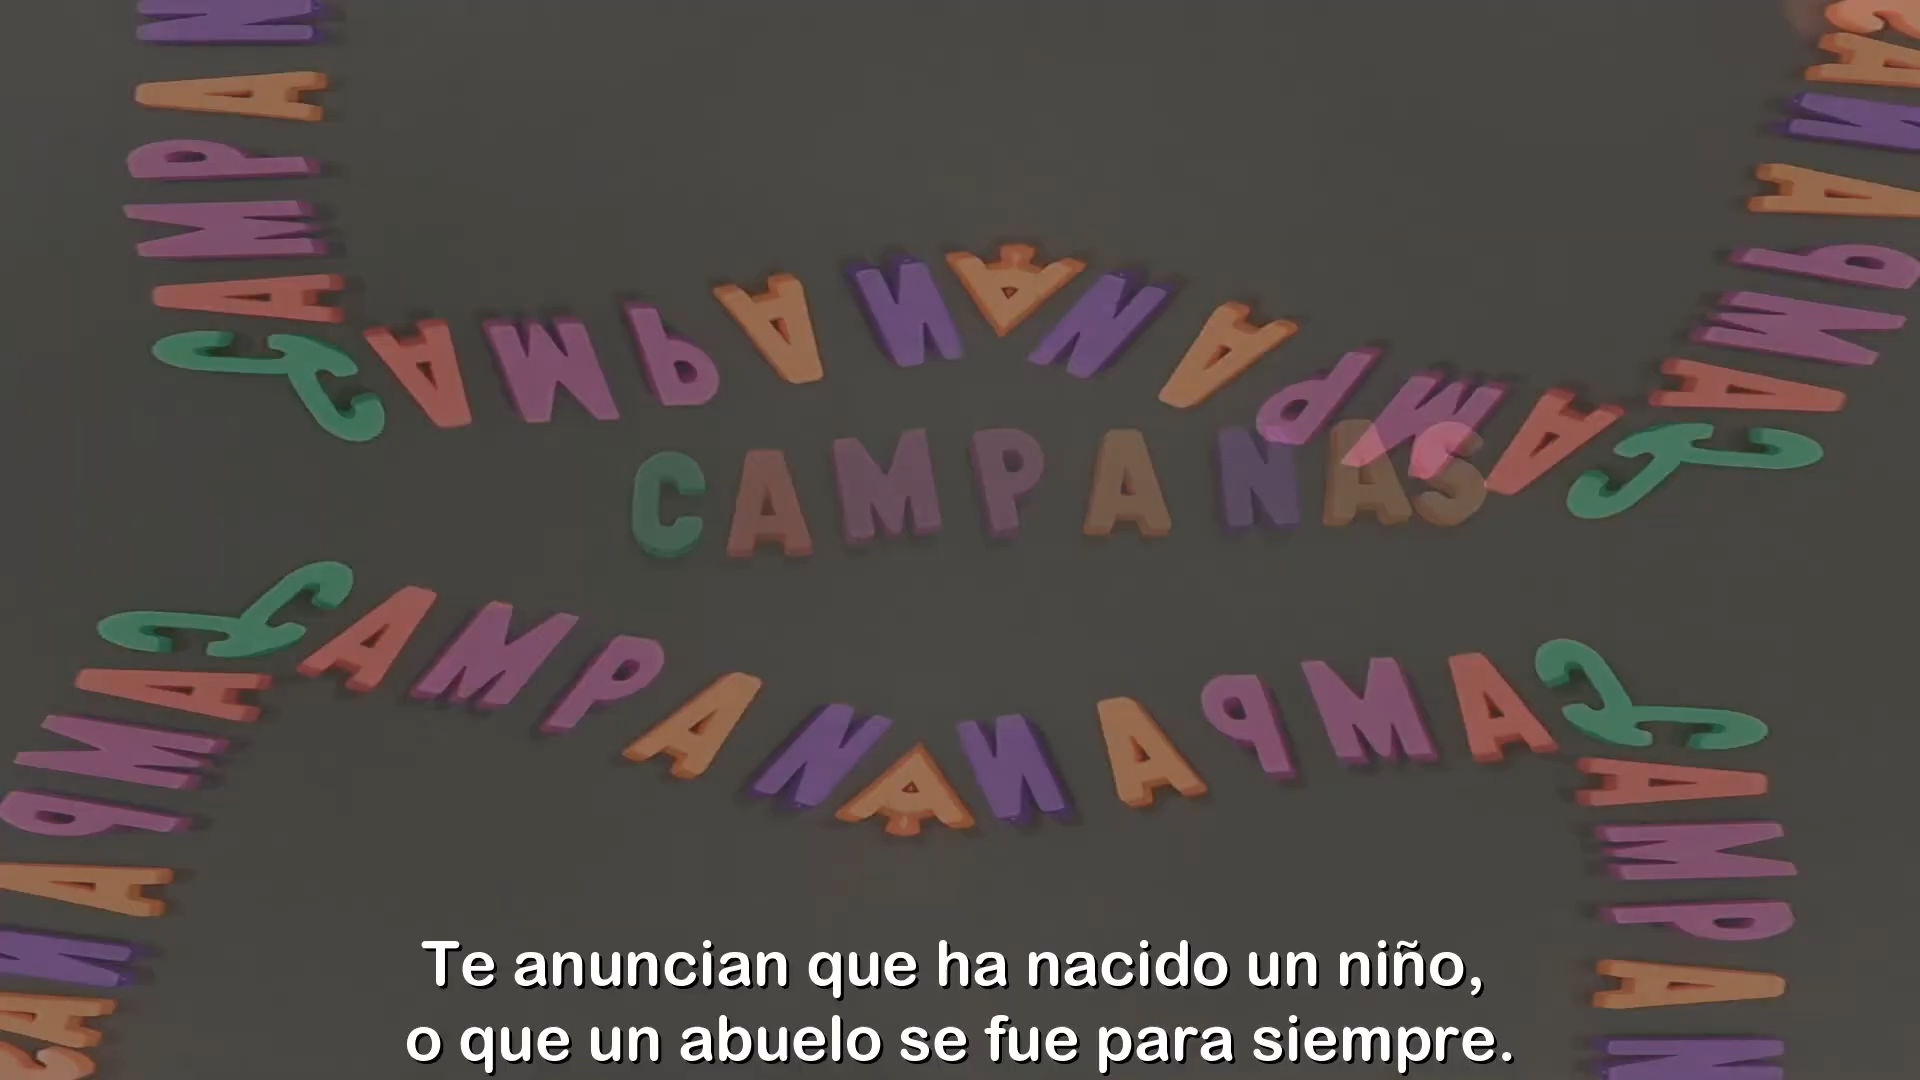 CAMPANAS
Te anuncian que ha nacido un niño,
o que un abuelo se fue para siempre.